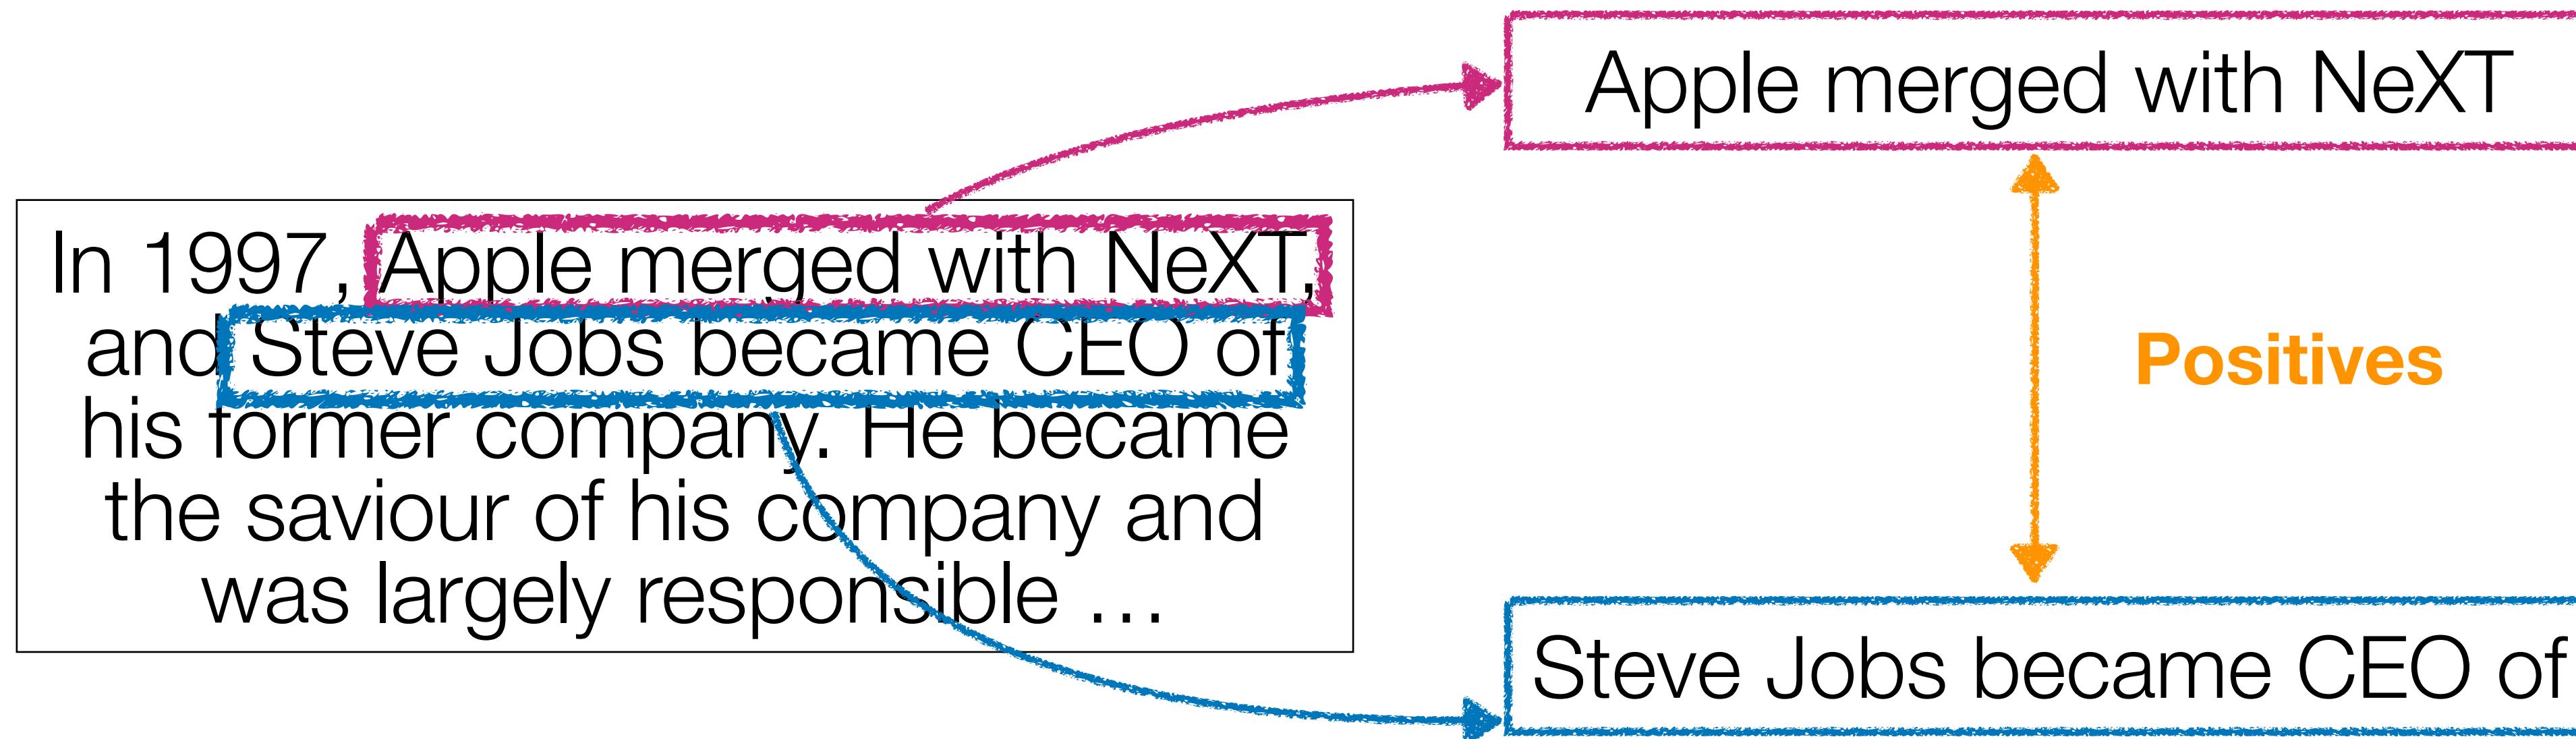 Apple merged with NeXT
In 1997, Apple merged with NeXT,
and Steve Jobs became CEO of
his former company. He became
the saviour of his company and
was largely responsible …
Positives
Steve Jobs became CEO of